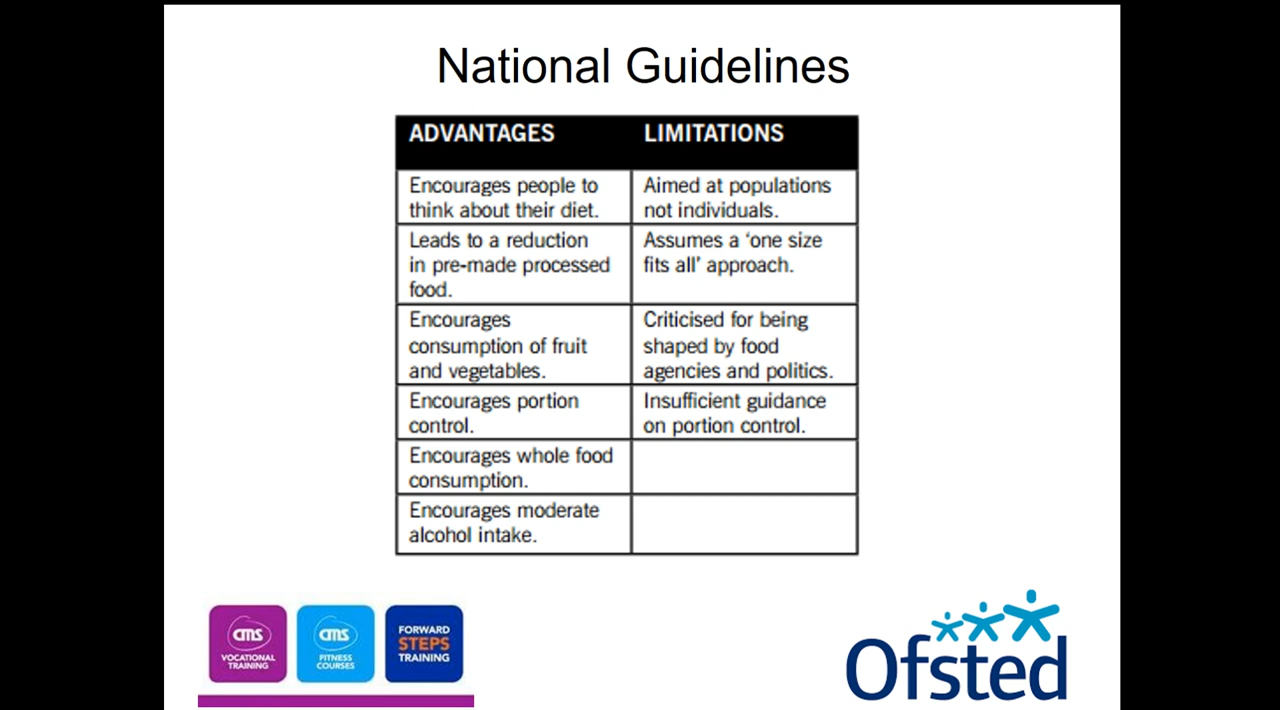 National Guidelines
ADVANTAGES
LIMITATIONS
Encourages people to
think about their diet.
Aimed at populations
not individuals.
Leads to a reduction
in pre-made processed
food.
Assumes a ‘one size
fits all’ approach.
Encourages
consumption of fruit
and vegetables.
Criticised for being
shaped by food
agencies and politics.
Encourages portion
control.
Insufficient guidance
on portion control.
Encourages whole food
consumption.
Encourages moderate
alcohol intake.
cms
VOCATIONAL
TRAINING
cms
FITNESS
COURSES
FORWARD
STEPS
TRAINING
Ofsted